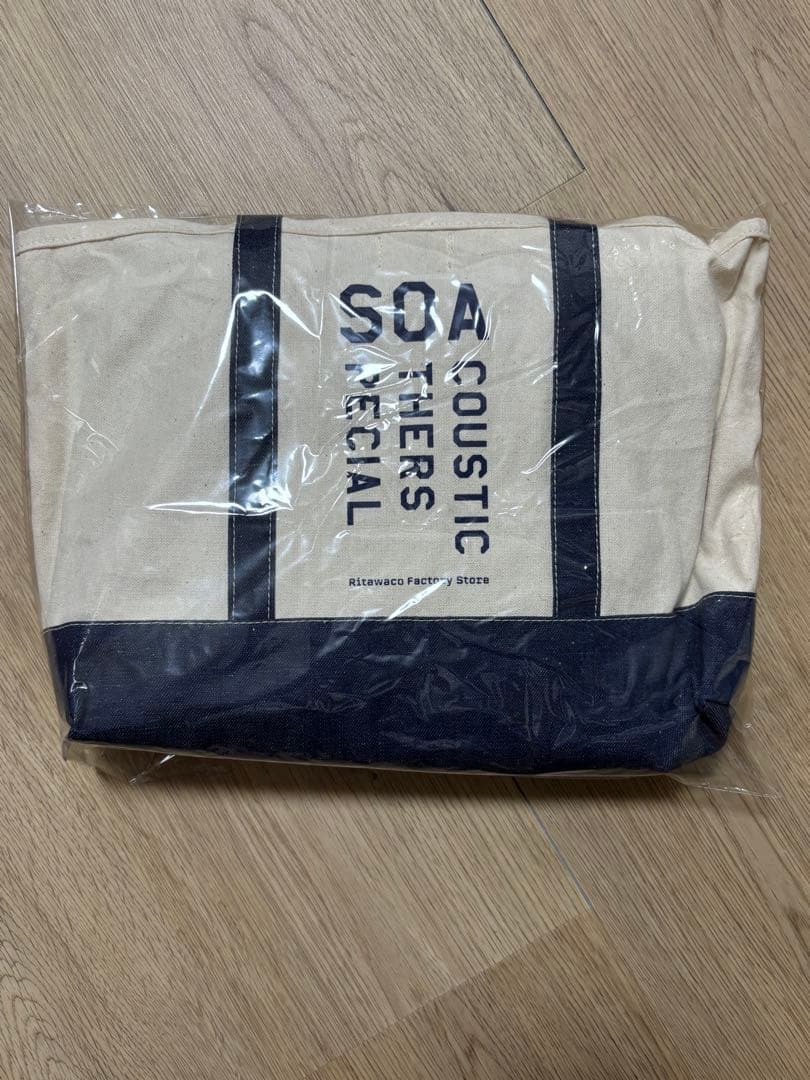 SOA
COUSTIC
THERS
PECIAL
Ritawaco Factory Store